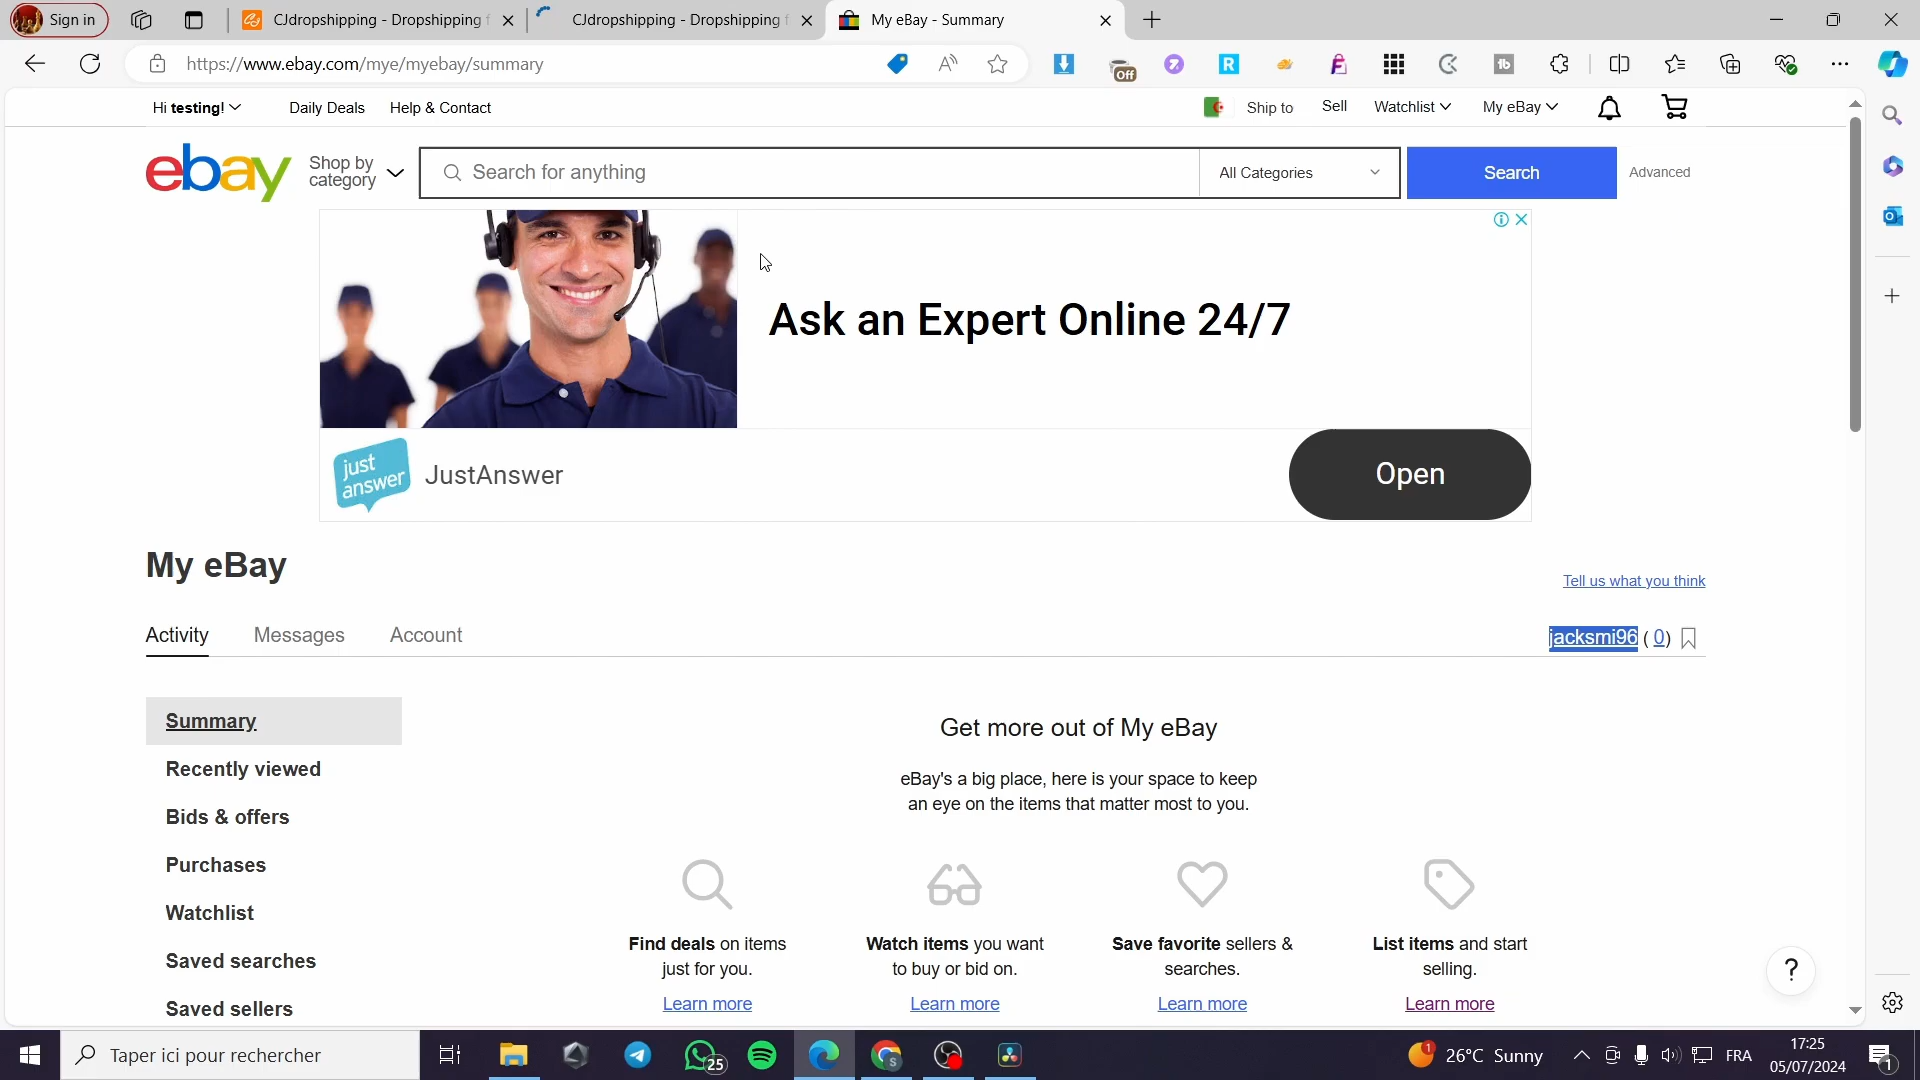 Sign in
CJdropshipping - Dropshipping f
CJdropshipping - Dropshipping f
My eBay - Summary
https://www.ebay.com/mye/myebay/summary
Off
Hi testing!
Daily Deals
Help & Contact
Ship to
Sell
Watchlist
My eBay
ebay
Shop by category
Search for anything
All Categories
Search
Advanced
Ask an Expert Online 24/7
just answer
JustAnswer
Open
My eBay
Tell us what you think
Activity
Messages
Account
jacksmi96 ( 0)
Summary
Recently viewed
Bids & offers
Purchases
Watchlist
Saved searches
Saved sellers
Get more out of My eBay
eBay's a big place, here is your space to keep
an eye on the items that matter most to you.
Find deals on items
just for you.
Learn more
Watch items you want
to buy or bid on.
Learn more
Save favorite sellers &
searches.
Learn more
List items and start
selling.
Learn more
?
Taper ici pour rechercher
25
1
26°C Sunny
FRA
17:25
05/07/2024
1